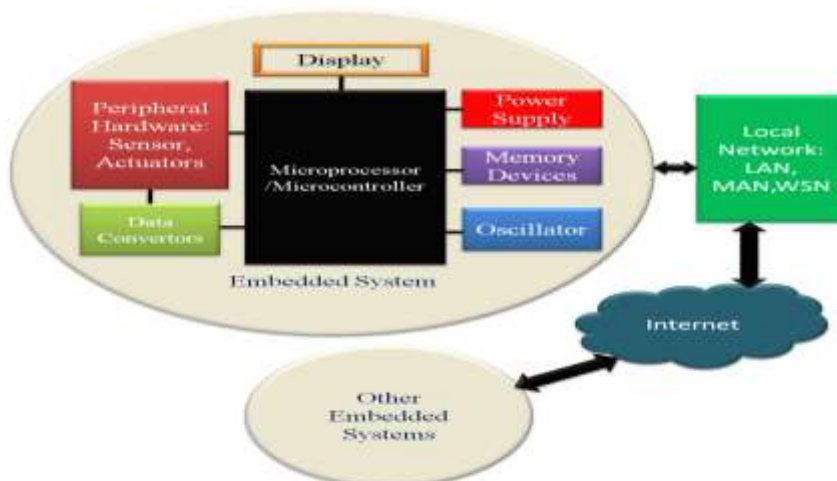 Display
Peripheral
Hardware:
Sensor,
Actuators
Power
Supply
Microprocessor
/Microcontroller
Memory
Devices
Data
Convertors
Oscillator
Embedded System
Local
Network:
LAN,
MAN,WSN
Internet
Other
Embedded
Systems